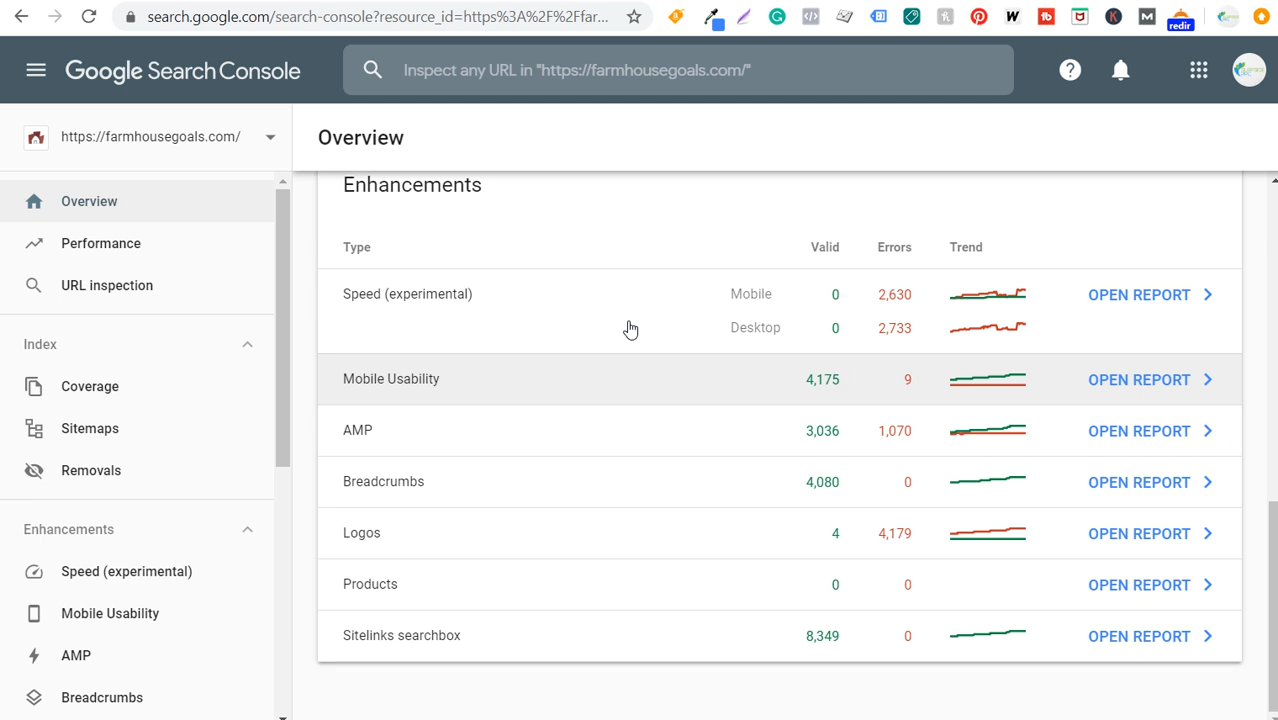 search.google.com/search-console?resource_id=https%3A%2F%2Ffar...
redir
Google Search Console
Inspect any URL in "https://farmhousegoals.com/"
https://farmhousegoals.com/
Overview
Overview
Performance
URL inspection
Index
Coverage
Sitemaps
Removals
Enhancements
Speed (experimental)
Mobile Usability
AMP
Breadcrumbs
Enhancements
Type Valid Errors Trend
Speed (experimental) Mobile 0 2,630 OPEN REPORT
Desktop 0 2,733
Mobile Usability 4,175 9 OPEN REPORT
AMP 3,036 1,070 OPEN REPORT
Breadcrumbs 4,080 0 OPEN REPORT
Logos 4 4,179 OPEN REPORT
Products 0 0 OPEN REPORT
Sitelinks searchbox 8,349 0 OPEN REPORT